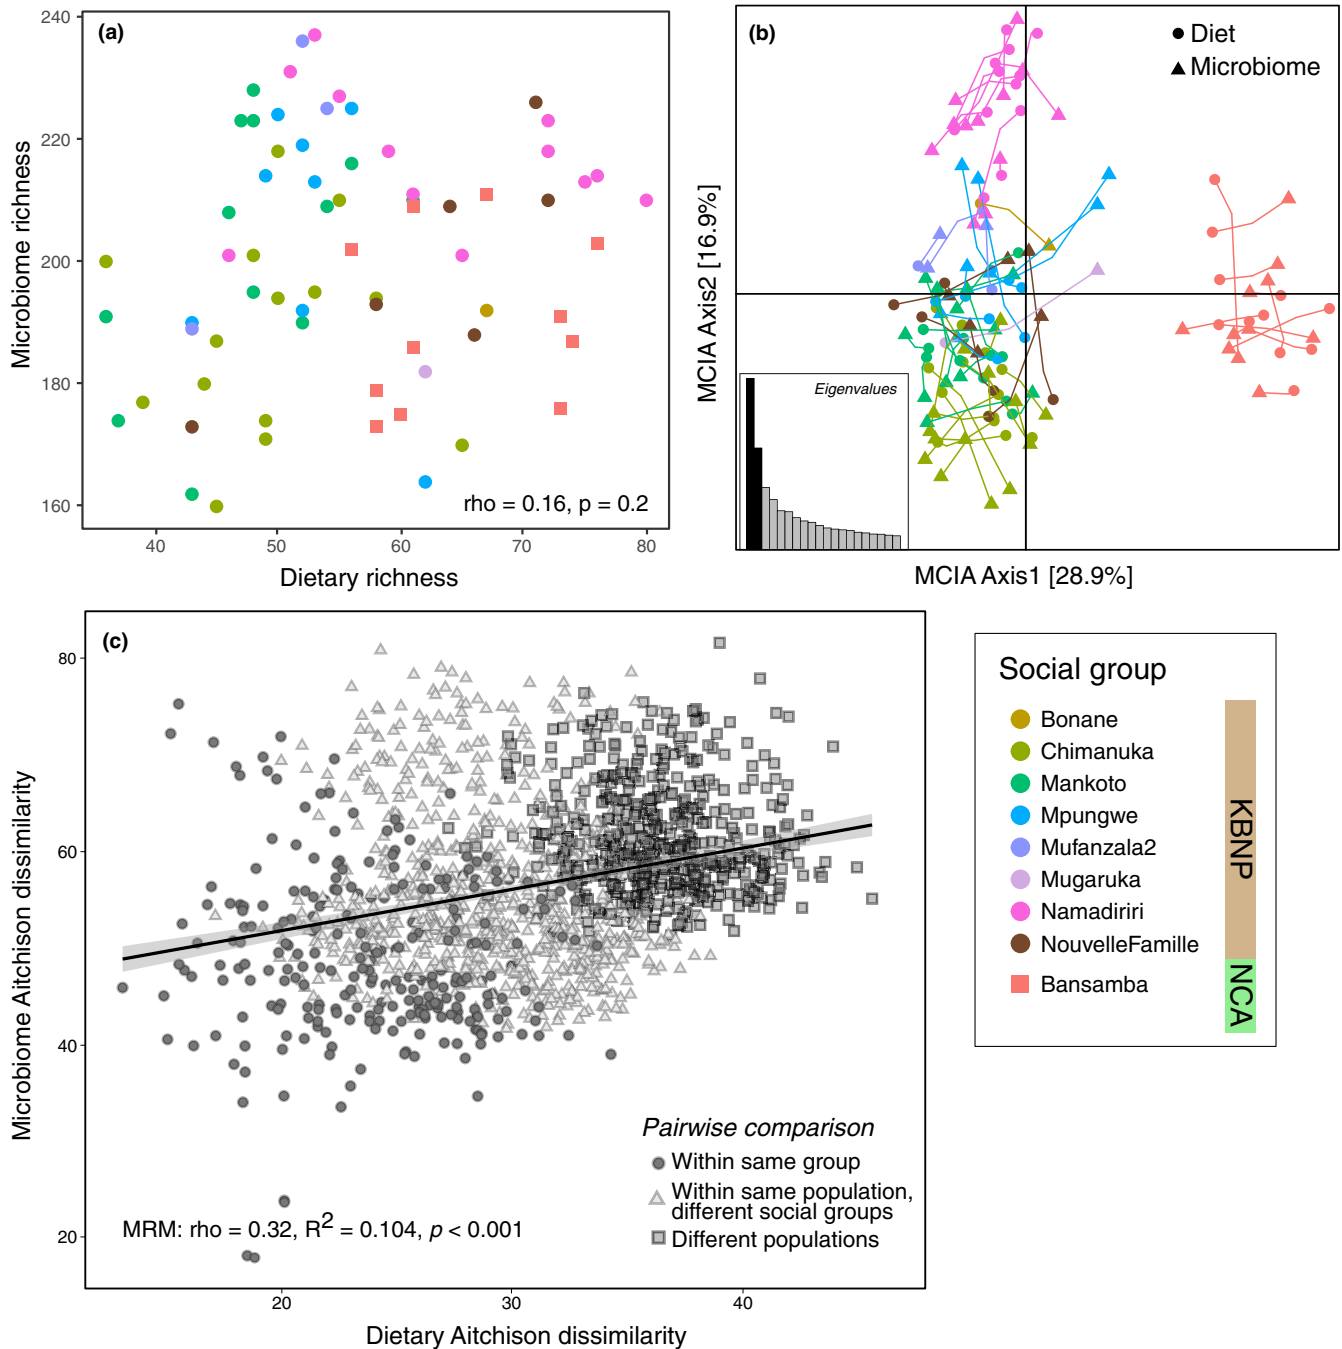 (a)
240
220
200
180
160
Microbiome richness
rho = 0.16, p = 0.2
40
50
60
70
80
Dietary richness
(b)
Diet
Microbiome
MCIA Axis2 [16.9%]
Eigenvalues
MCIA Axis1 [28.9%]
(c)
80
60
40
20
Microbiome Aitchison dissimilarity
Pairwise comparison
Within same group
Within same population,
different social groups
Different populations
MRM: rho = 0.32, R² = 0.104, p < 0.001
20
30
40
Dietary Aitchison dissimilarity
Social group
Bonane
Chimanuka
Mankoto
Mpungwe
Mufanzala2
Mugaruka
Namadiriri
NouvelleFamille
Bansamba
KBNP
NCA